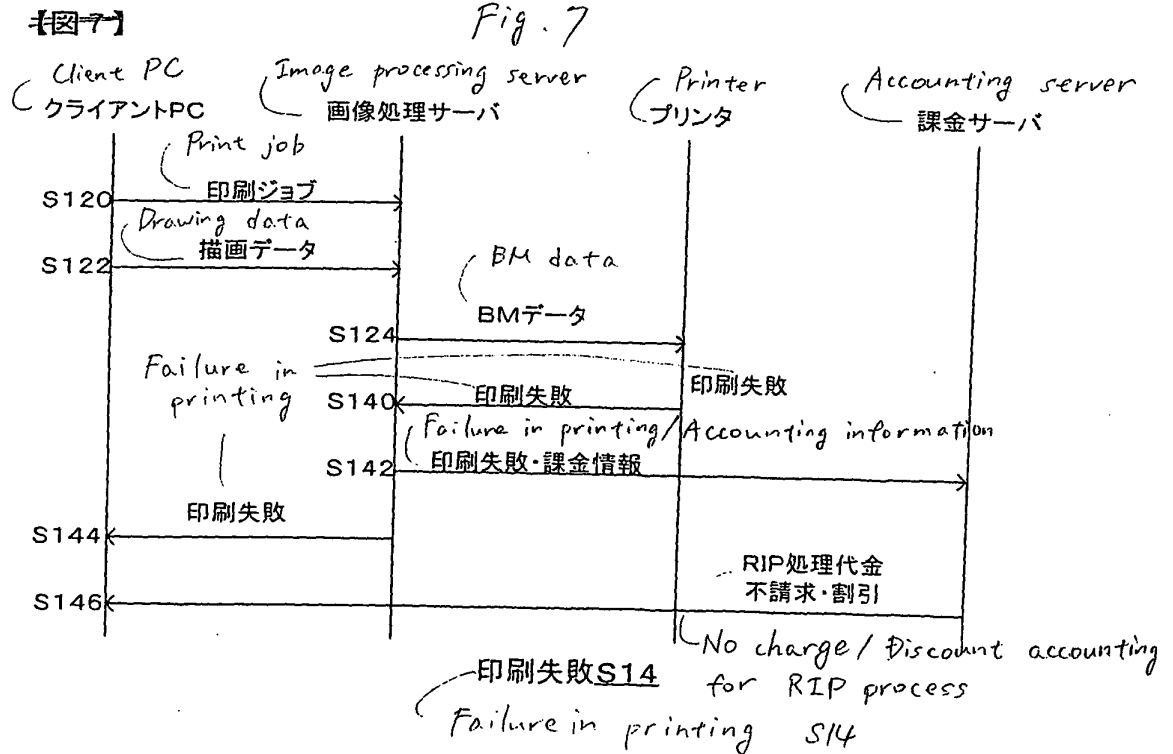 【図7】
Fig. 7
Client PC
Image processing server
Printer
Accounting server
クライアントPC
画像処理サーバ
プリンタ
課金サーバ
Print job
S120
印刷ジョブ
Drawing data
S122
描画データ
BM data
BMデータ
S124
Failure in
printing
印刷失敗
S140
印刷失敗
Failure in printing/Accounting information
S142
印刷失敗・課金情報
印刷失敗
S144
RIP処理代金
不請求・割引
S146
No charge/Discount accounting
for RIP process
印刷失敗S14
Failure in printing S14